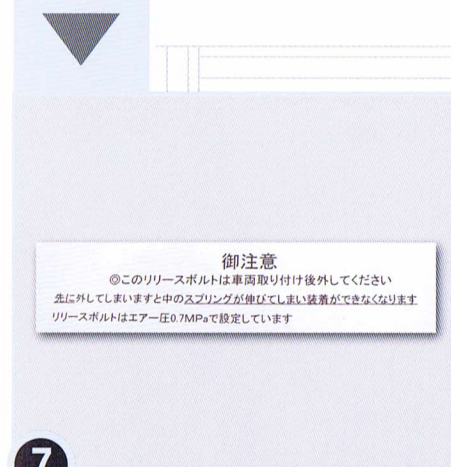 御注意
◎このリリースボルトは車両取り付け後外してください
先に外してしまいますと中のスプリングが伸びてしまい装着ができなくなります
リリースボルトはエアー圧0.7MPaで設定しています
7